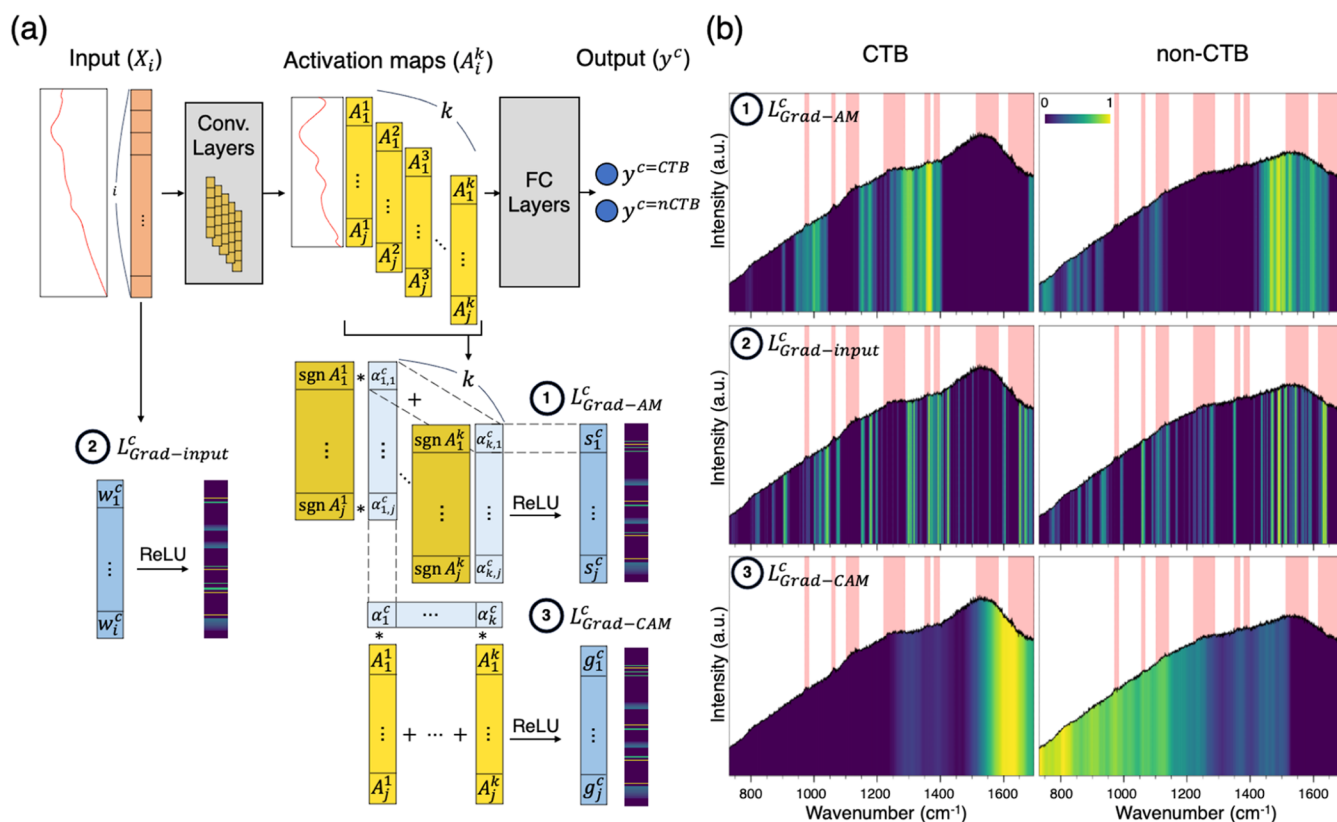 (a)
Input (X_i)
Activation maps (A_i^k)
Output (y^c)
i
⋯
Conv.
Layers
k
A_1^1
A_1^2
A_1^3
A_1^k
⋯
⋯
⋯
⋯
⋱
A_j^1
A_j^2
A_j^3
A_j^k
FC
Layers
y^{c=CTB}
y^{c=nCTB}
k
sgn A_1^1 * α_{1,1}^c
+
① L_{Grad−AM}^c
sgn A_1^k α_{k,1}^c
s_1^c
⋮
⋮
sgn A_j^1 * α_{1,j}^c
⋱
⋮
⋮
ReLU
⋮
sgn A_j^k α_{k,j}^c
s_j^c
② L_{Grad−input}^c
w_1^c
⋮
ReLU
w_i^c
α_1^c ⋯ α_k^c
③ L_{Grad−CAM}^c
* *
A_1^1
A_1^k
g_1^c
⋮ + ⋯ + ⋮
ReLU
⋮
A_j^1
A_j^k
g_j^c
(b)
CTB
non-CTB
① L_{Grad−AM}^c
0 1
Intensity (a.u.)
② L_{Grad−input}^c
Intensity (a.u.)
③ L_{Grad−CAM}^c
Intensity (a.u.)
800 1000 1200 1400 1600
800 1000 1200 1400 1600
Wavenumber (cm⁻¹)
Wavenumber (cm⁻¹)